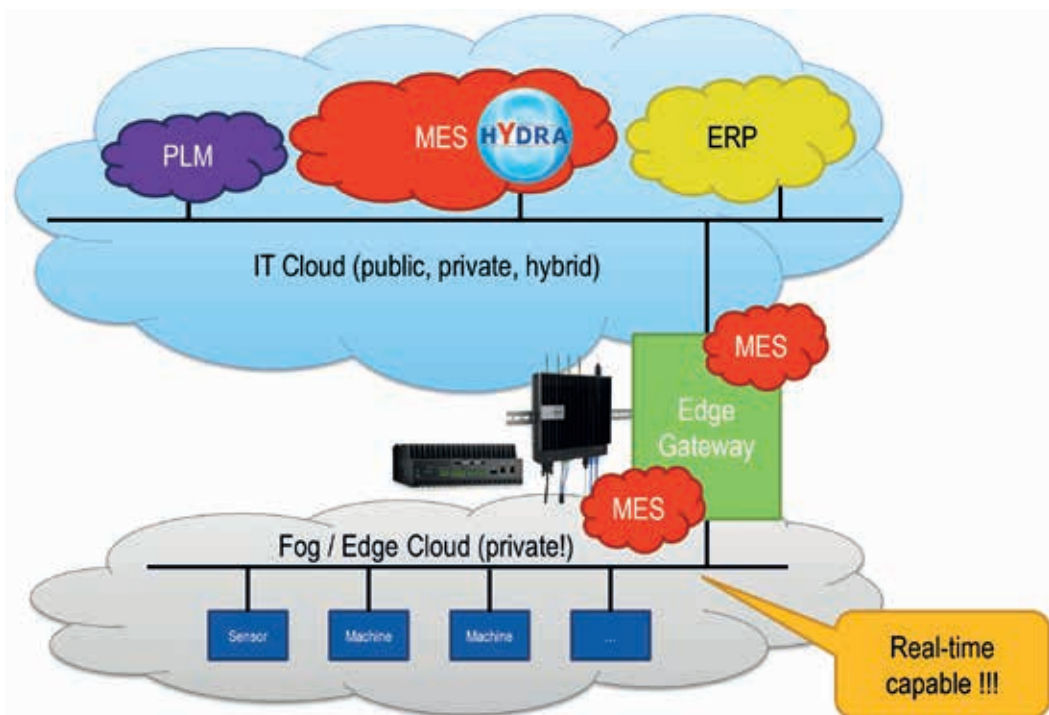 PLM
MES
HYDRA
ERP
IT Cloud (public, private, hybrid)
MES
Edge
Gateway
MES
Fog / Edge Cloud (private!)
Sensor
Machine
Machine
...
Real-time
capable !!!